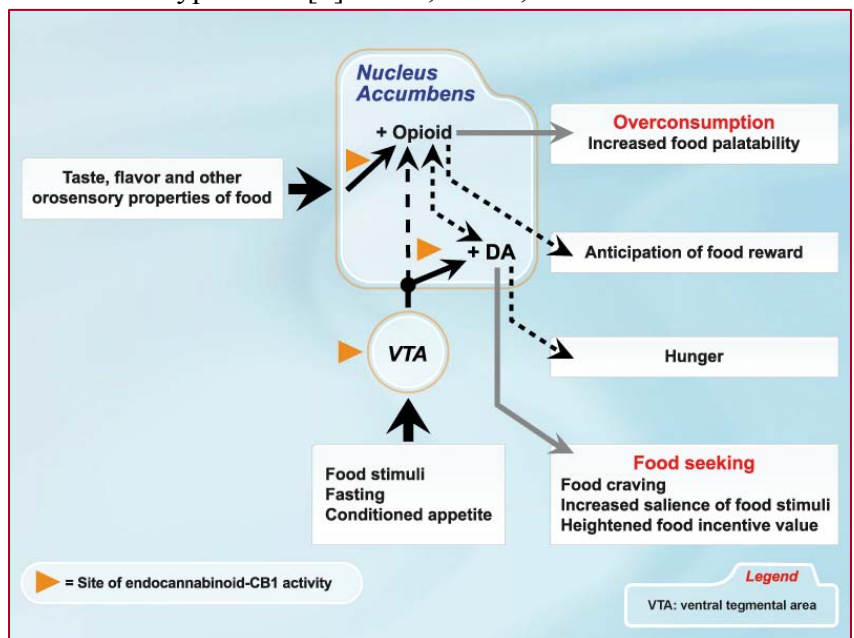 Nucleus
Accumbens
+ Opioid
Overconsumption
Increased food palatability
Taste, flavor and other
orosensory properties of food
+ DA
Anticipation of food reward
VTA
Hunger
Food stimuli
Fasting
Conditioned appetite
Food seeking
Food craving
Increased salience of food stimuli
Heightened food incentive value
= Site of endocannabinoid-CB1 activity
Legend
VTA: ventral tegmental area